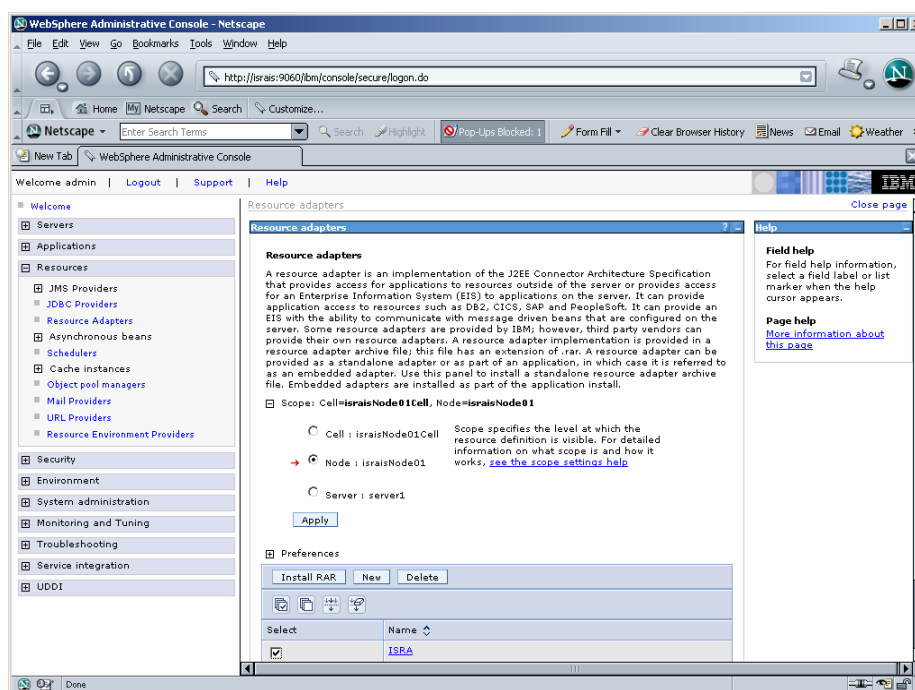 WebSphere Administrative Console - Netscape
File Edit View Go Bookmarks Tools Window Help
http://israis:9060/ibm/console/secure/logon.do
Home My Netscape Search Customize...
Netscape Enter Search Terms Search Highlight Pop-Ups Blocked: 1 Form Fill Clear Browser History News Email Weather
New Tab WebSphere Administrative Console
Welcome admin | Logout | Support | Help IBM
Welcome
Servers
Applications
Resources
JMS Providers
JDBC Providers
Resource Adapters
Asynchronous beans
Schedulers
Cache instances
Object pool managers
Mail Providers
URL Providers
Resource Environment Providers
Security
Environment
System administration
Monitoring and Tuning
Troubleshooting
Service integration
UDDI
Resource adapters Close page
Resource adapters ? -
Resource adapters
A resource adapter is an implementation of the J2EE Connector Architecture Specification
that provides access for applications to resources outside of the server or provides access
for an Enterprise Information System (EIS) to applications on the server. It can provide
application access to resources such as DB2, CICS, SAP and PeopleSoft. It can provide an
EIS with the ability to communicate with message driven beans that are configured on the
server. Some resource adapters are provided by IBM; however, third party vendors can
provide their own resource adapters. A resource adapter implementation is provided in a
resource adapter archive file; this file has an extension of .rar. A resource adapter can be
provided as a standalone adapter or as part of an application, in which case it is referred to
as an embedded adapter. Use this panel to install a standalone resource adapter archive
file. Embedded adapters are installed as part of the application install.
Scope: Cell=israisNode01Cell, Node=israisNode01
Cell : israisNode01Cell
Node : israisNode01
Server : server1
Scope specifies the level at which the
resource definition is visible. For detailed
information on what scope is and how it
works, see the scope settings help
Apply
Preferences
Install RAR New Delete
Select Name
ISRA
Help -
Field help
For field help information,
select a field label or list
marker when the help
cursor appears.
Page help
More information about
this page
Done